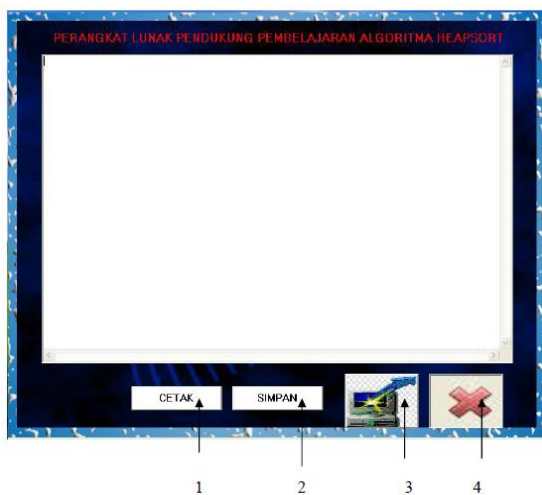 PERANGKAT LUNAK PENDUKUNG PEMBELAJARAN ALGORITMA HEAPSORT
CETAK SIMPAN
1 2 3 4